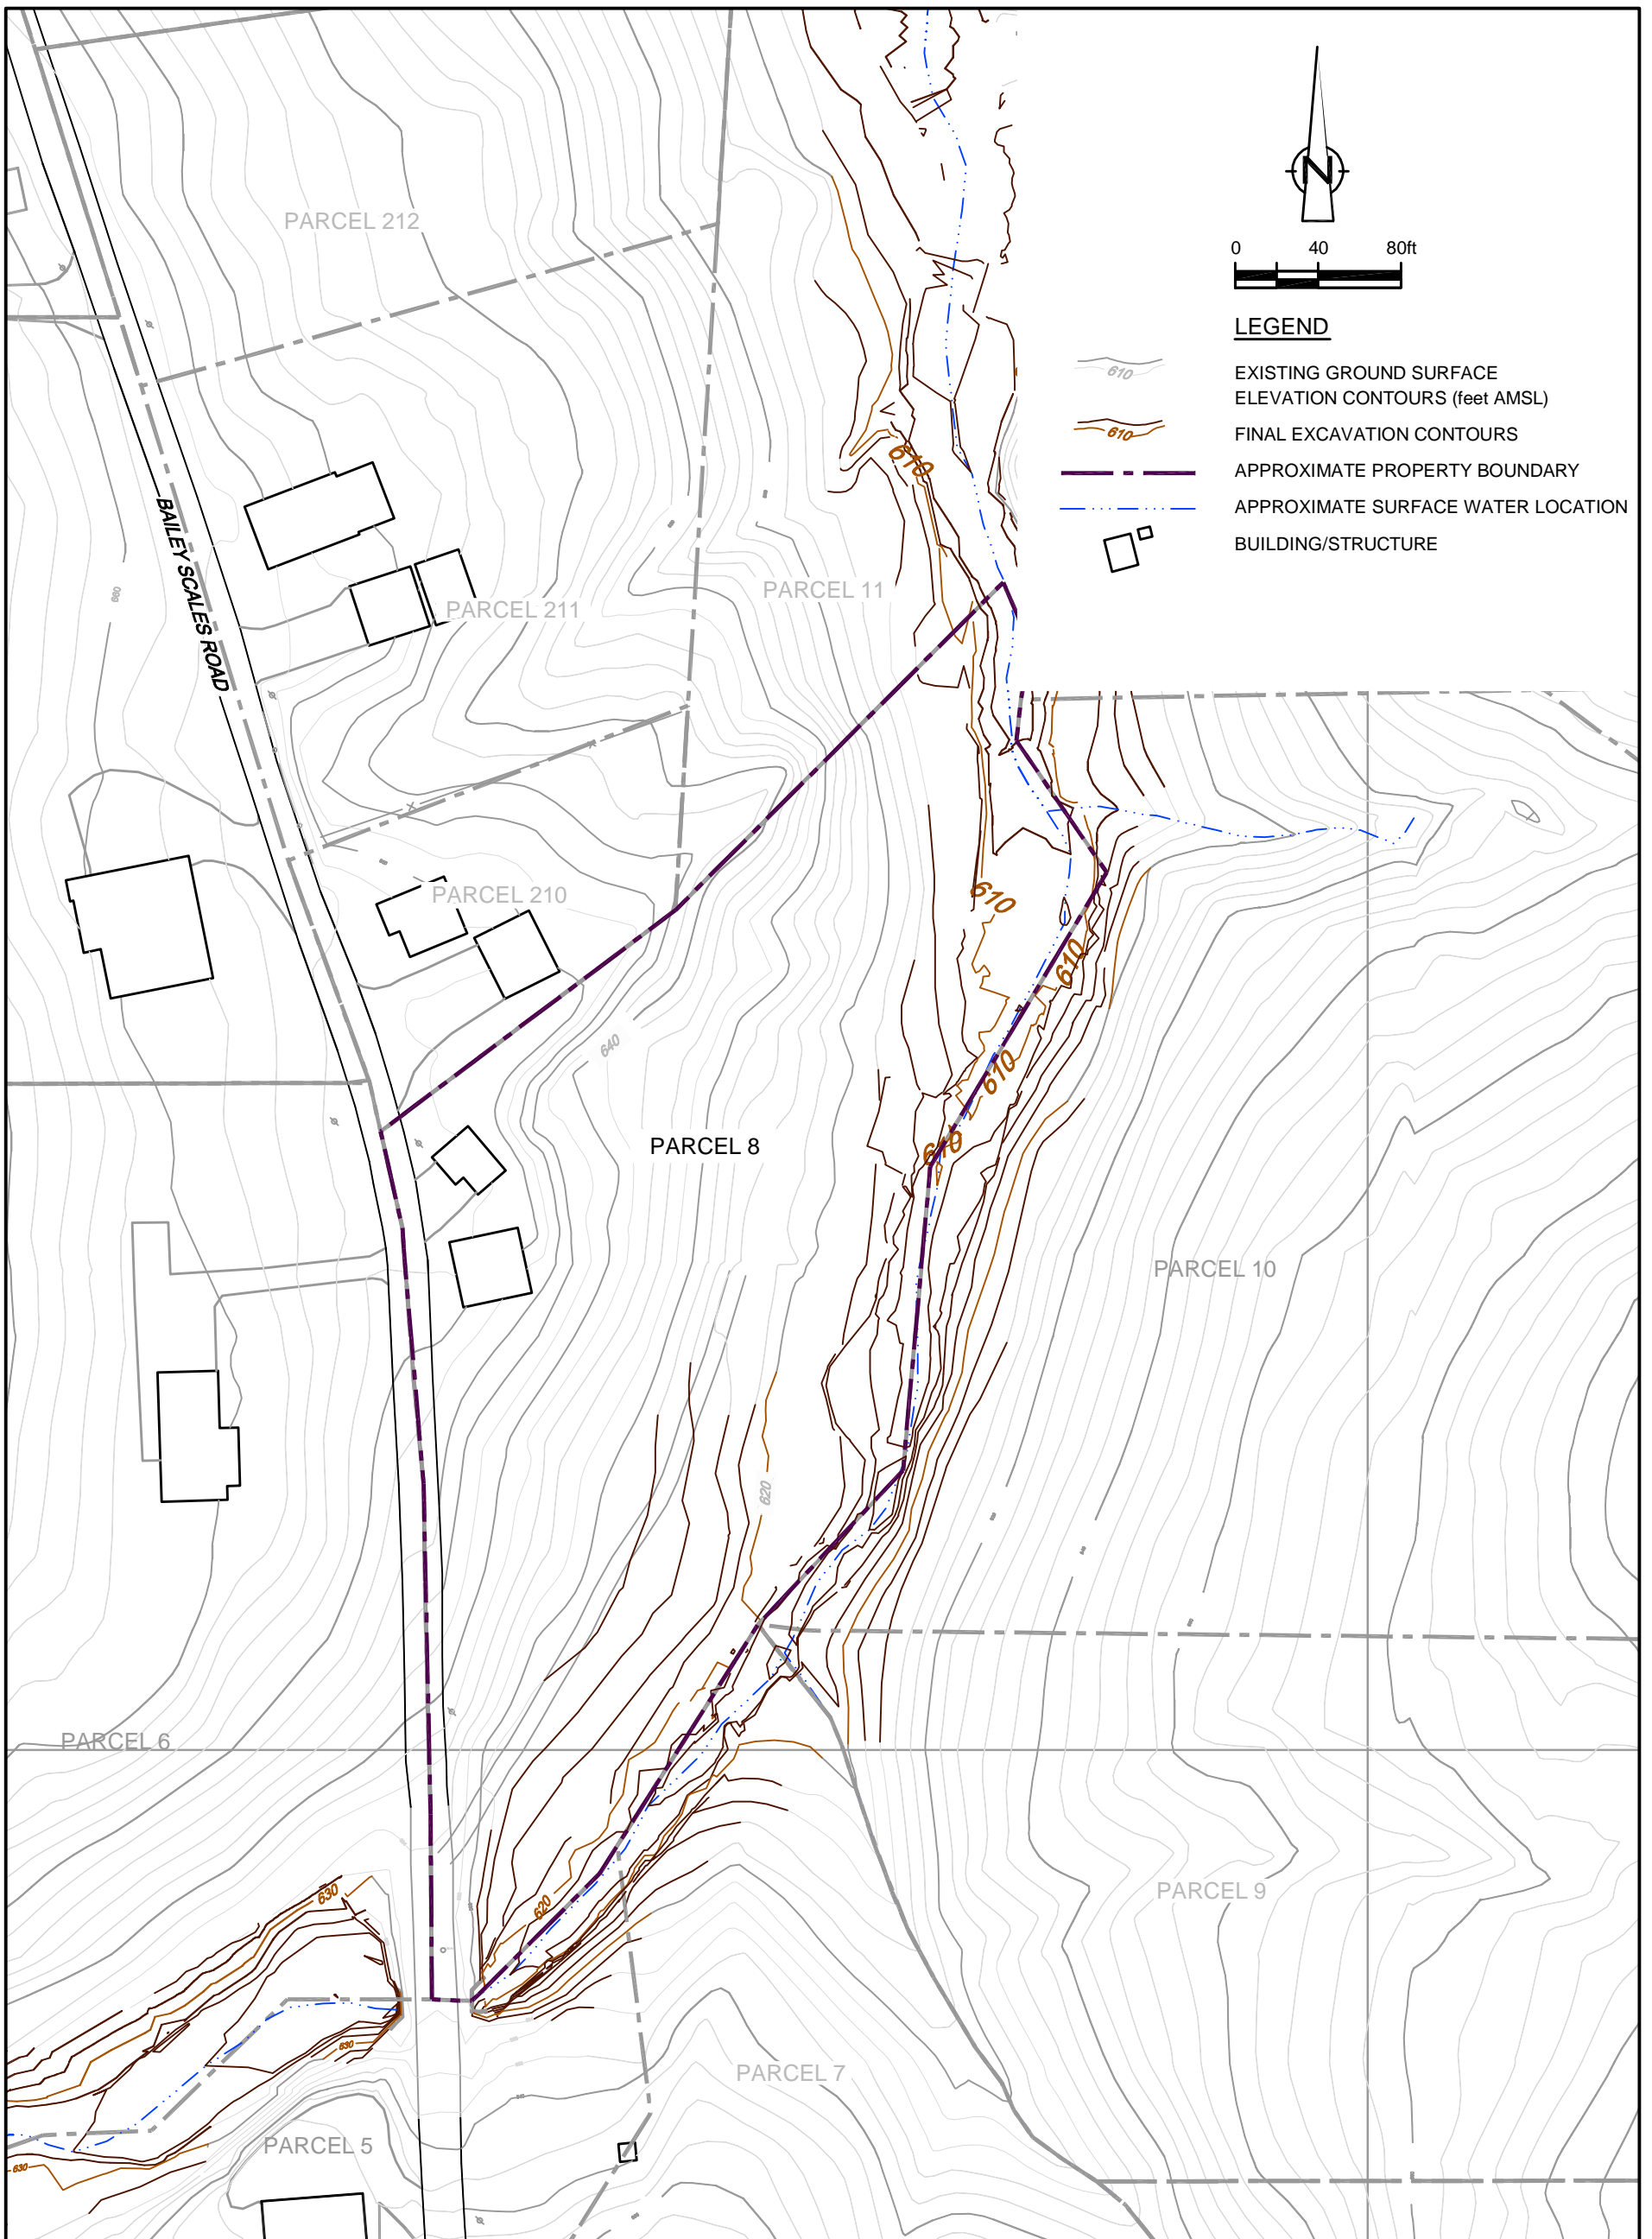 PARCEL 212
N
0 40 80ft
LEGEND
610
EXISTING GROUND SURFACE
ELEVATION CONTOURS (feet AMSL)
610
FINAL EXCAVATION CONTOURS
APPROXIMATE PROPERTY BOUNDARY
APPROXIMATE SURFACE WATER LOCATION
BUILDING/STRUCTURE
610
BAILEY SCALES ROAD
660
PARCEL 211
PARCEL 11
PARCEL 210
610
610
640
610
610
PARCEL 8
PARCEL 10
620
PARCEL 6
630
620
PARCEL 9
630
PARCEL 7
PARCEL 5
630